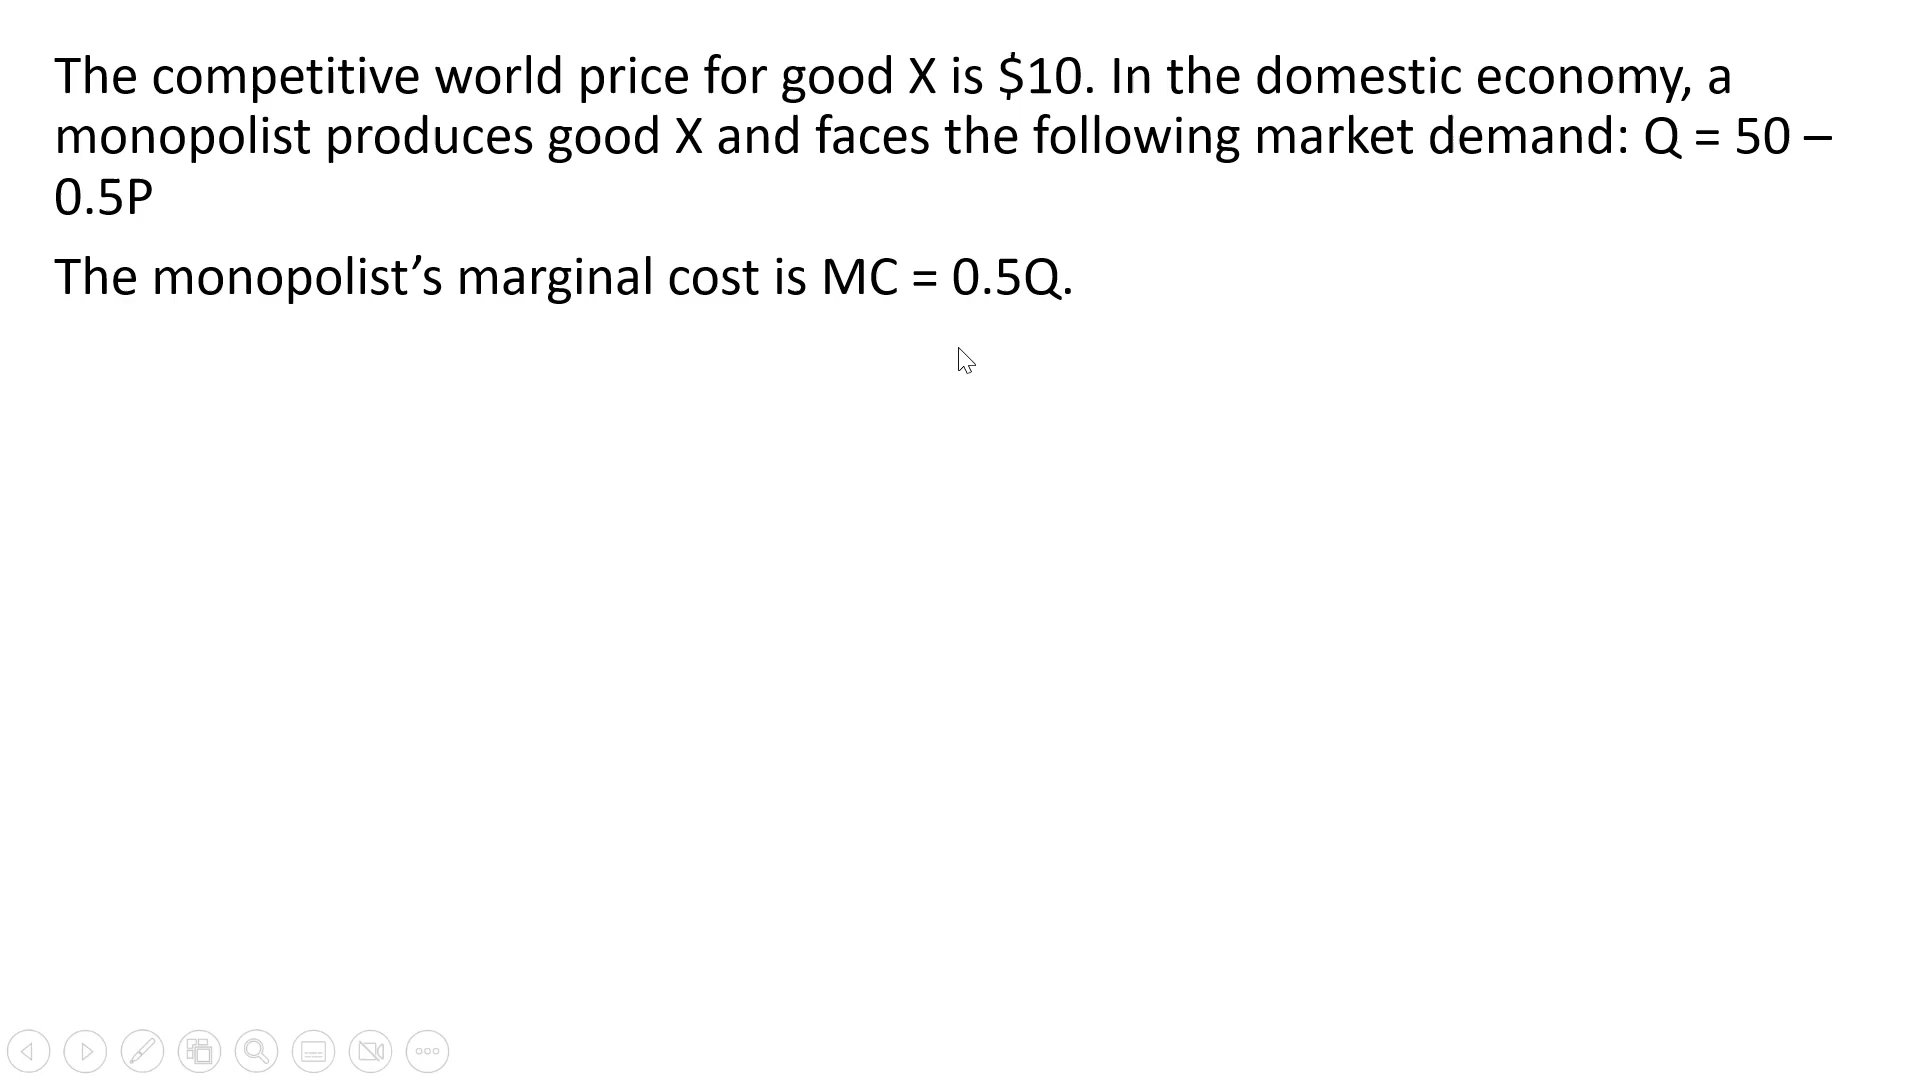 The competitive world price for good X is $10. In the domestic economy, a
monopolist produces good X and faces the following market demand: Q = 50 –
0.5P
The monopolist’s marginal cost is MC = 0.5Q.